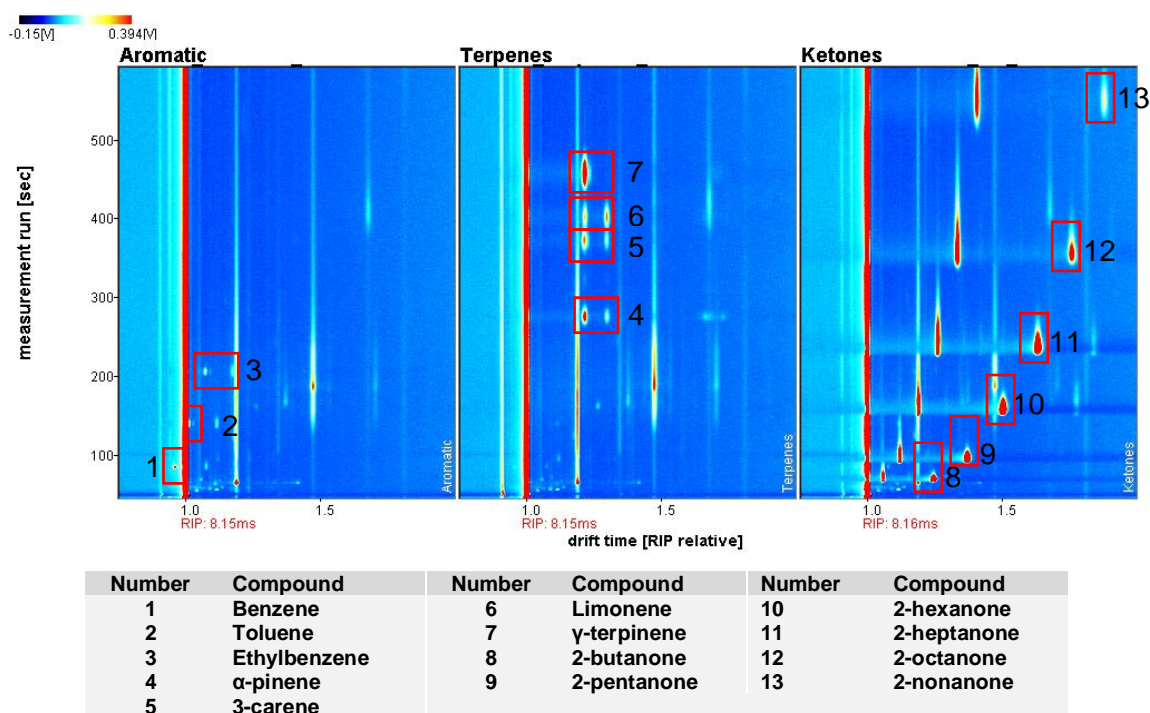 -0.15[V] 0.394[V]
Aromatic Terpenes Ketones
measurement run [sec]
500
400
300
200
100
1
2
3
Aromatic
4
5
6
7
Terpenes
8
9
10
11
12
13
Ketones
1.0 1.5 1.0 1.5 1.0 1.5
RIP: 8.15ms RIP: 8.15ms RIP: 8.16ms
drift time [RIP relative]
Number Compound Number Compound Number Compound
1 Benzene 6 Limonene 10 2-hexanone
2 Toluene 7 γ-terpinene 11 2-heptanone
3 Ethylbenzene 8 2-butanone 12 2-octanone
4 α-pinene 9 2-pentanone 13 2-nonanone
5 3-carene